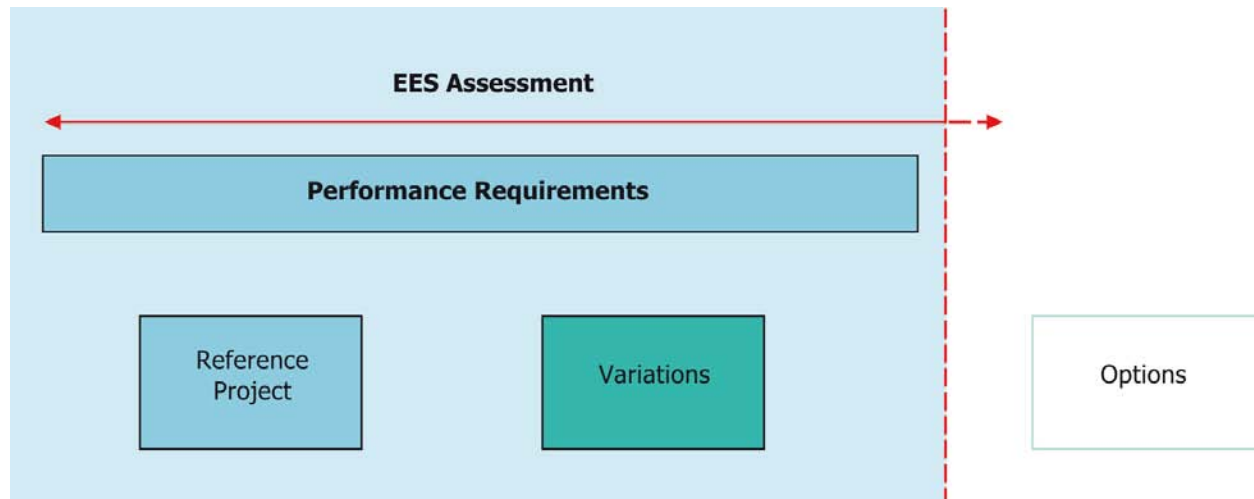 EES Assessment
Performance Requirements
Reference
Project
Variations
Options